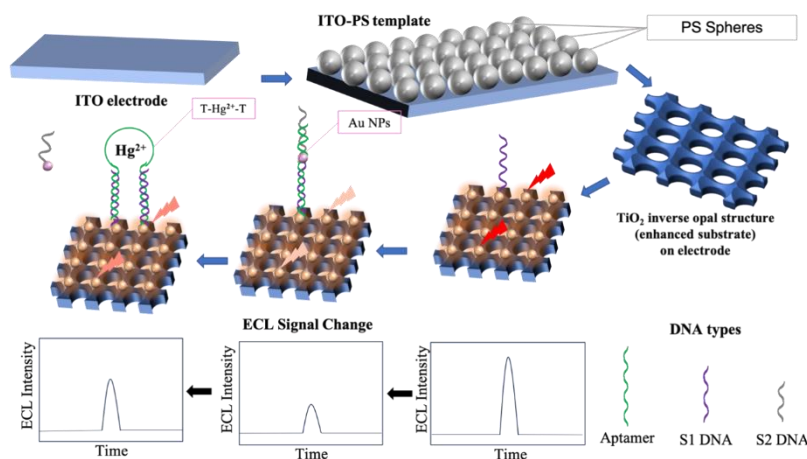 ITO-PS template
PS Spheres
ITO electrode
T-Hg²⁺-T
Au NPs
Hg²⁺
TiO₂ inverse opal structure
(enhanced substrate)
on electrode
ECL Signal Change
DNA types
ECL Intensity
Time
ECL Intensity
Time
ECL Intensity
Time
Aptamer
S1 DNA
S2 DNA